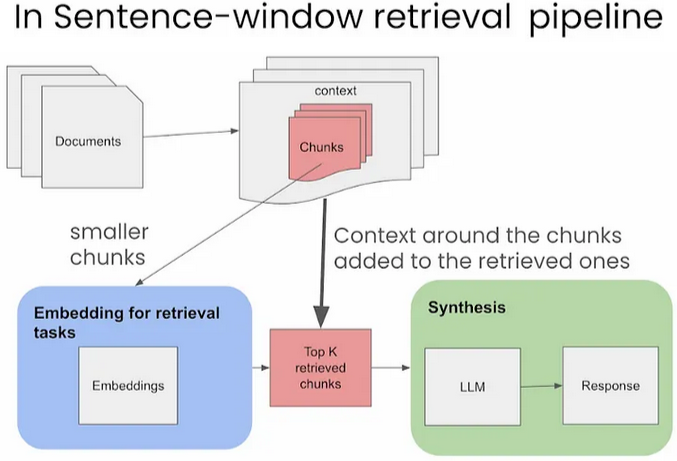 In Sentence-window retrieval pipeline
context
Documents
Chunks
smaller
chunks
Context around the chunks
added to the retrieved ones
Embedding for retrieval
tasks
Embeddings
Top K
retrieved
chunks
Synthesis
LLM
Response